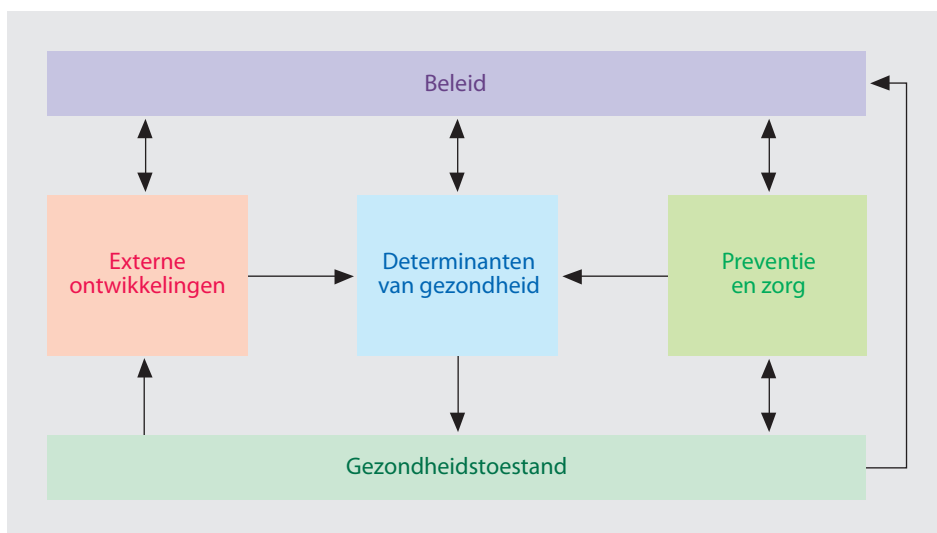 Beleid
Externe
ontwikkelingen
Determinanten
van gezondheid
Preventie
en zorg
Gezondheidstoestand